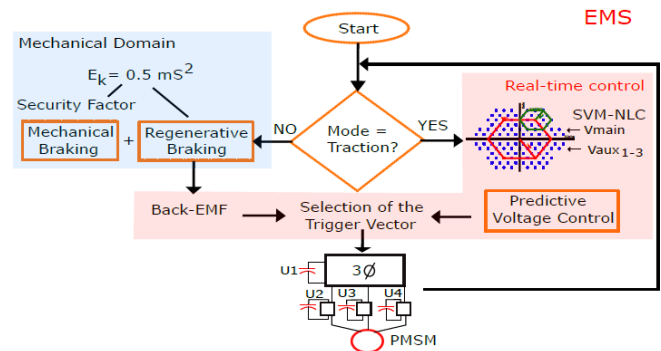 EMS
Start
Mechanical Domain
Eₖ= 0.5 mS²
Security Factor
Mechanical
Braking
+
Regenerative
Braking
NO
Mode =
Traction?
YES
Real-time control
SVM-NLC
Vmain
Vaux₁₋₃
Back-EMF
Selection of the
Trigger Vector
Predictive
Voltage Control
U1
3Ø
U2
U3
U4
PMSM